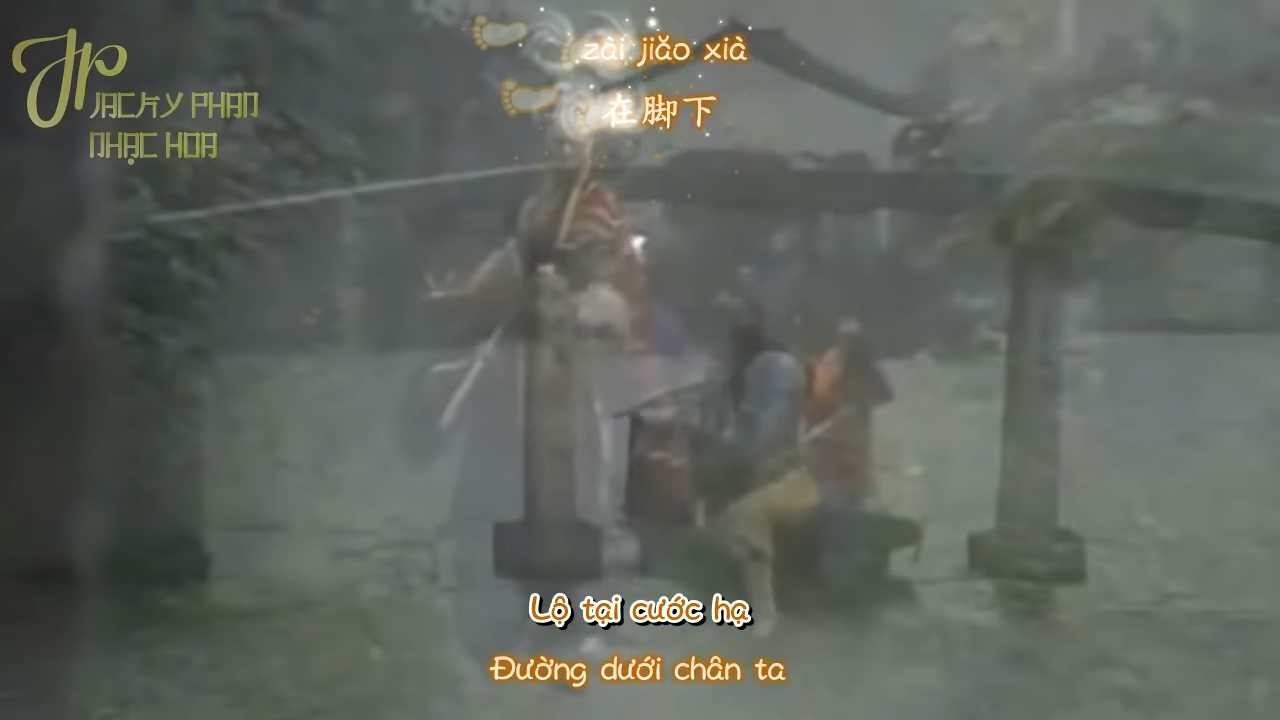 zài jiǎo xià
在脚下
JP
JACKY PHAN
NHẠC HOA
Lộ tại cước hạ
Đường dưới chân ta